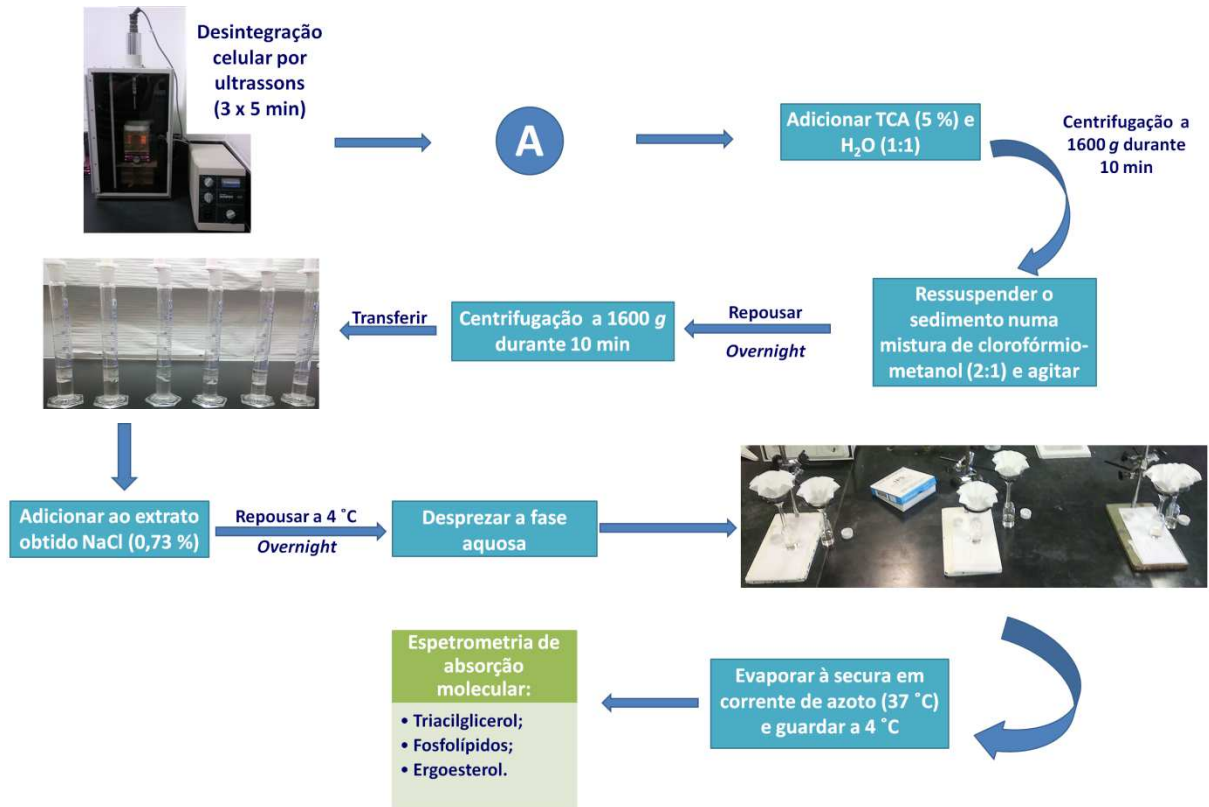 Desintegração
celular por
ultrassons
(3 x 5 min)
A
Adicionar TCA (5 %) e
H₂O (1:1)
Centrifugação a
1600 g durante
10 min
Ressuspender o
sedimento numa
mistura de clorofórmio-
metanol (2:1) e agitar
Repousar
Overnight
Centrifugação a 1600 g
durante 10 min
Transferir
Adicionar ao extrato
obtido NaCl (0,73 %)
Repousar a 4 ˚C
Overnight
Desprezar a fase
aquosa
Evaporar à secura em
corrente de azoto (37 ˚C)
e guardar a 4 ˚C
Espetrometria de
absorção
molecular:
• Triacilglicerol;
• Fosfolípidos;
• Ergoesterol.